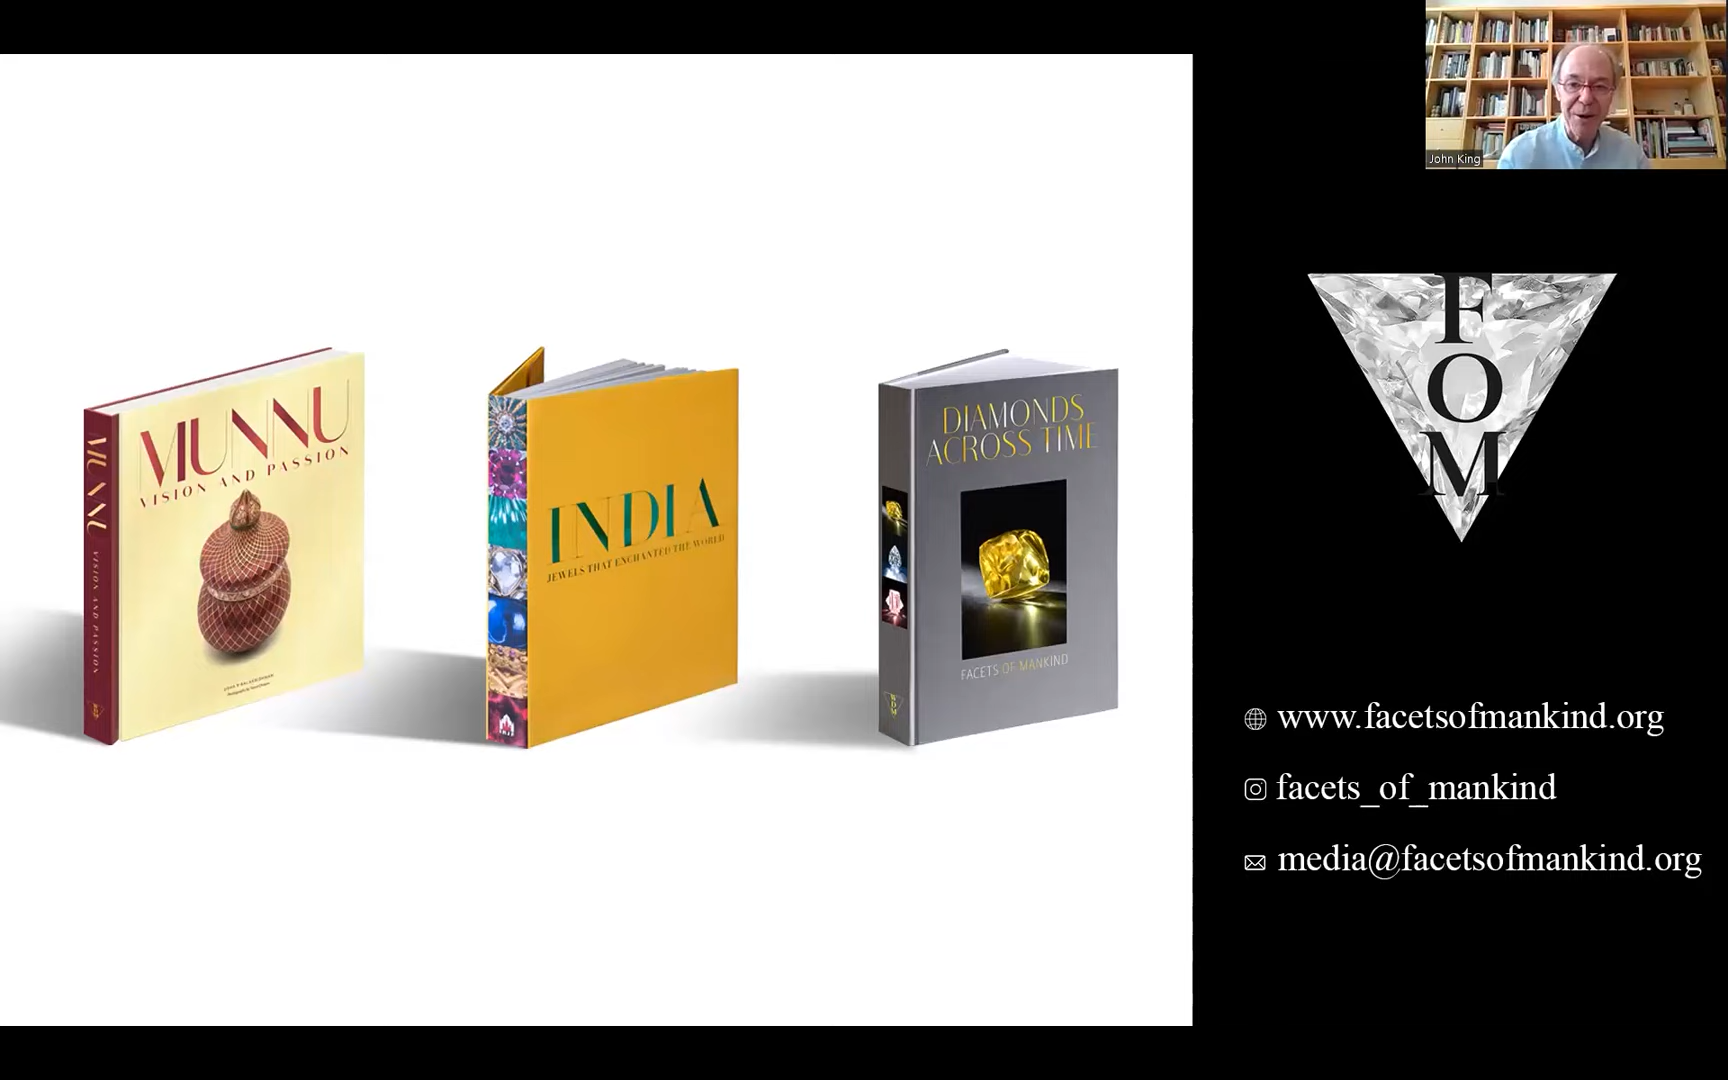 John King
MUNNU
VISION AND PASSION
MUNNU
VISION AND PASSION
INDIA
JEWELS THAT ENCHANTED THE WORLD
DIAMONDS
ACROSS TIME
FACETS OF MANKIND
F
O
M
www.facetsofmankind.org
facets_of_mankind
media@facetsofmankind.org